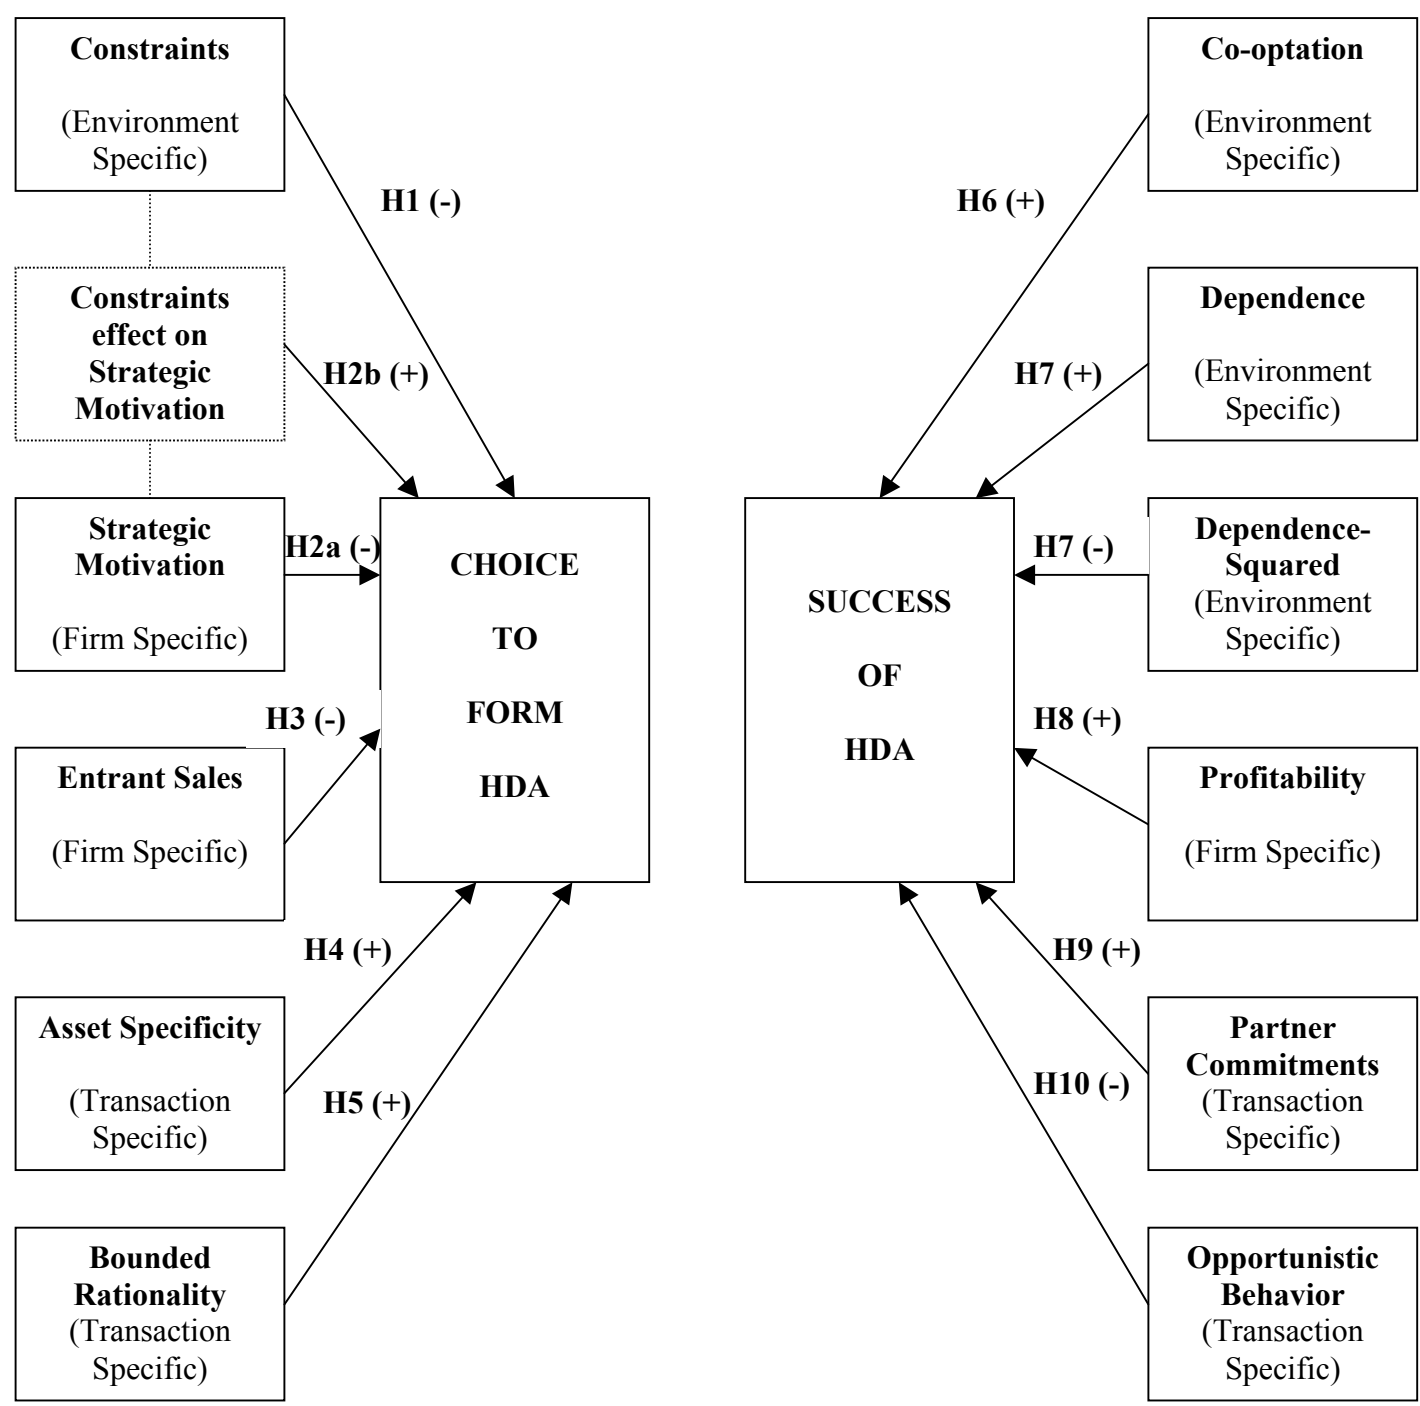 Constraints
(Environment
Specific)
H1 (-)
Constraints
effect on
Strategic
Motivation
H2b (+)
Strategic
Motivation
(Firm Specific)
H2a (-)
H3 (-)
Entrant Sales
(Firm Specific)
H4 (+)
Asset Specificity
(Transaction
Specific)
H5 (+)
Bounded
Rationality
(Transaction
Specific)
CHOICE
TO
FORM
HDA
SUCCESS
OF
HDA
Co-optation
(Environment
Specific)
H6 (+)
Dependence
(Environment
Specific)
H7 (+)
Dependence-
Squared
(Environment
Specific)
H7 (-)
H8 (+)
Profitability
(Firm Specific)
H9 (+)
Partner
Commitments
(Transaction
Specific)
H10 (-)
Opportunistic
Behavior
(Transaction
Specific)